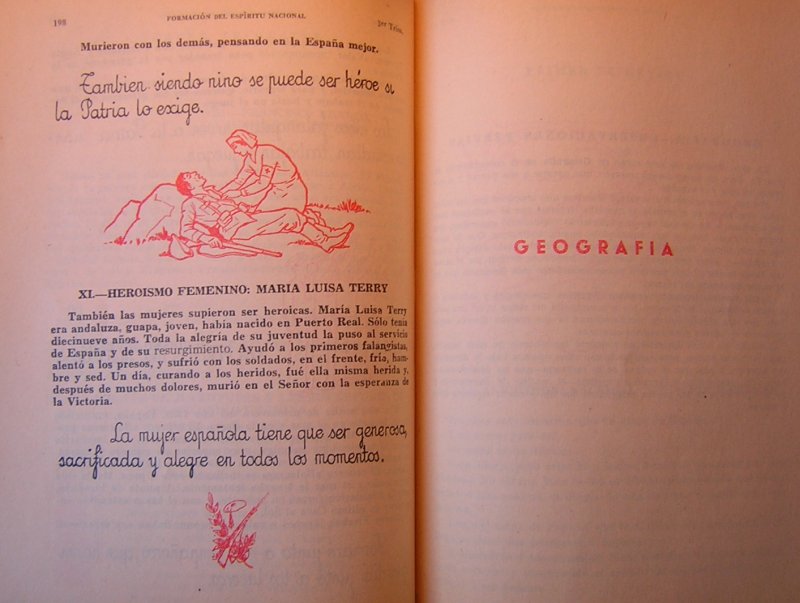 198 FORMACIÓN DEL ESPÍRITU NACIONAL
Murieron con los demás, pensando en la España mejor.
Tambien siendo nino se puede ser héroe si
la Patria lo exige.
XI.—HEROISMO FEMENINO: MARIA LUISA TERRY
También las mujeres supieron ser heroicas. María Luisa Terry
era andaluza, guapa, joven, había nacido en Puerto Real. Sólo tenía
diecinueve años. Toda la alegría de su juventud la puso al servicio
de España y de su resurgimiento. Ayudó a los primeros falangistas,
alentó a los presos, y sufrió con los soldados, en el frente, frío, ham-
bre y sed. Un día, curando a los heridos, fué ella misma herida y,
después de muchos dolores, murió en el Señor con la esperanza de
la Victoria.
La mujer española tiene que ser generosa,
sacrificada y alegre en todos los momentos.
GEOGRAFIA